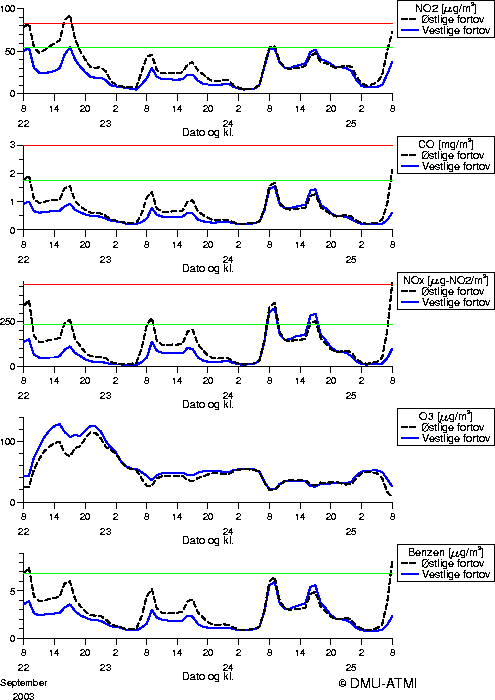 NO2 [µg/m³]
Østlige fortov
Vestlige fortov
100
50
0
8 14 20 2 8 14 20 2 8 14 20 2 8
22 23 24 25
Dato og kl.
CO [mg/m³]
Østlige fortov
Vestlige fortov
3
2
1
0
8 14 20 2 8 14 20 2 8 14 20 2 8
22 23 24 25
Dato og kl.
NOx [µg-NO2/m³]
Østlige fortov
Vestlige fortov
250
0
8 14 20 2 8 14 20 2 8 14 20 2 8
22 23 24 25
Dato og kl.
O3 [µg/m³]
Østlige fortov
Vestlige fortov
100
0
8 14 20 2 8 14 20 2 8 14 20 2 8
22 23 24 25
Dato og kl.
Benzen [µg/m³]
Østlige fortov
Vestlige fortov
5
0
8 14 20 2 8 14 20 2 8 14 20 2 8
22 23 24 25
Dato og kl.
September
2003
© DMU-ATMI